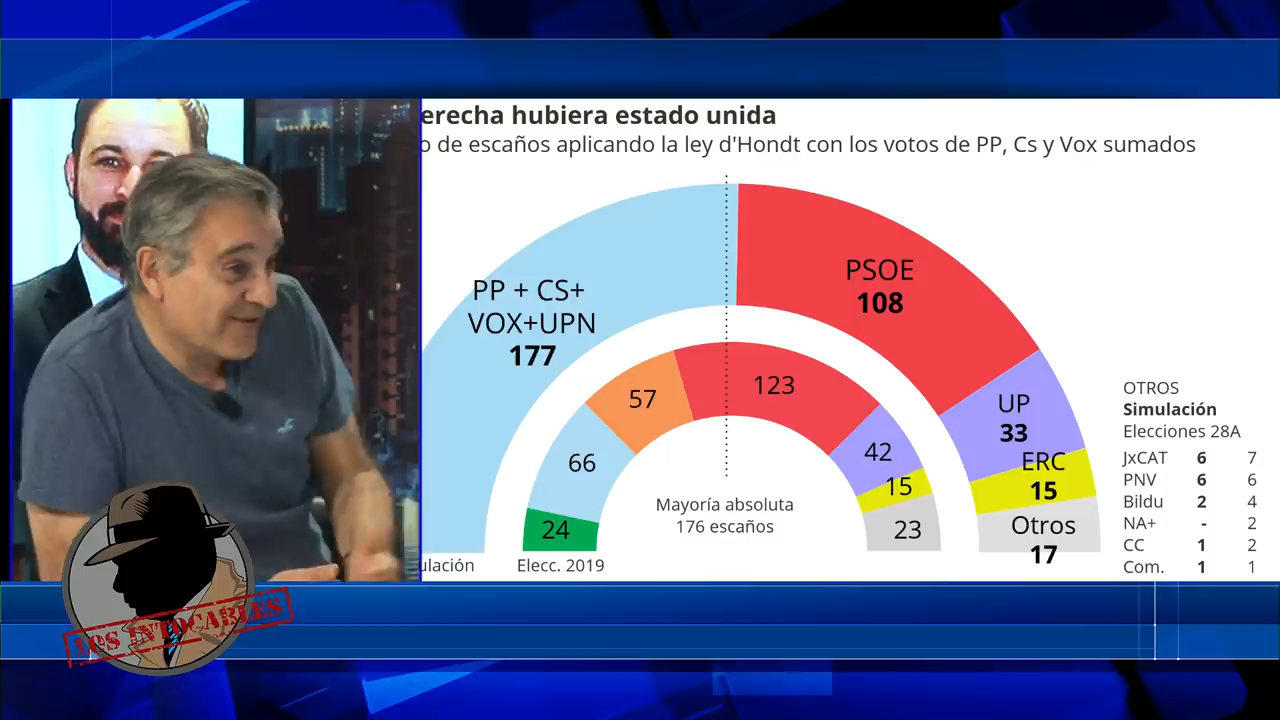 erecha hubiera estado unida
o de escaños aplicando la ley d'Hondt con los votos de PP, Cs y Vox sumados
PP + CS+
VOX+UPN
177
PSOE
108
UP
33
ERC
15
Otros
17
24
66
57
123
42
15
23
Mayoría absoluta
176 escaños
ulación
Elecc. 2019
OTROS
Simulación
Elecciones 28A
JxCAT 6 7
PNV 6 6
Bildu 2 4
NA+ - 2
CC 1 2
Com. 1 1
LOS INTOCABLES